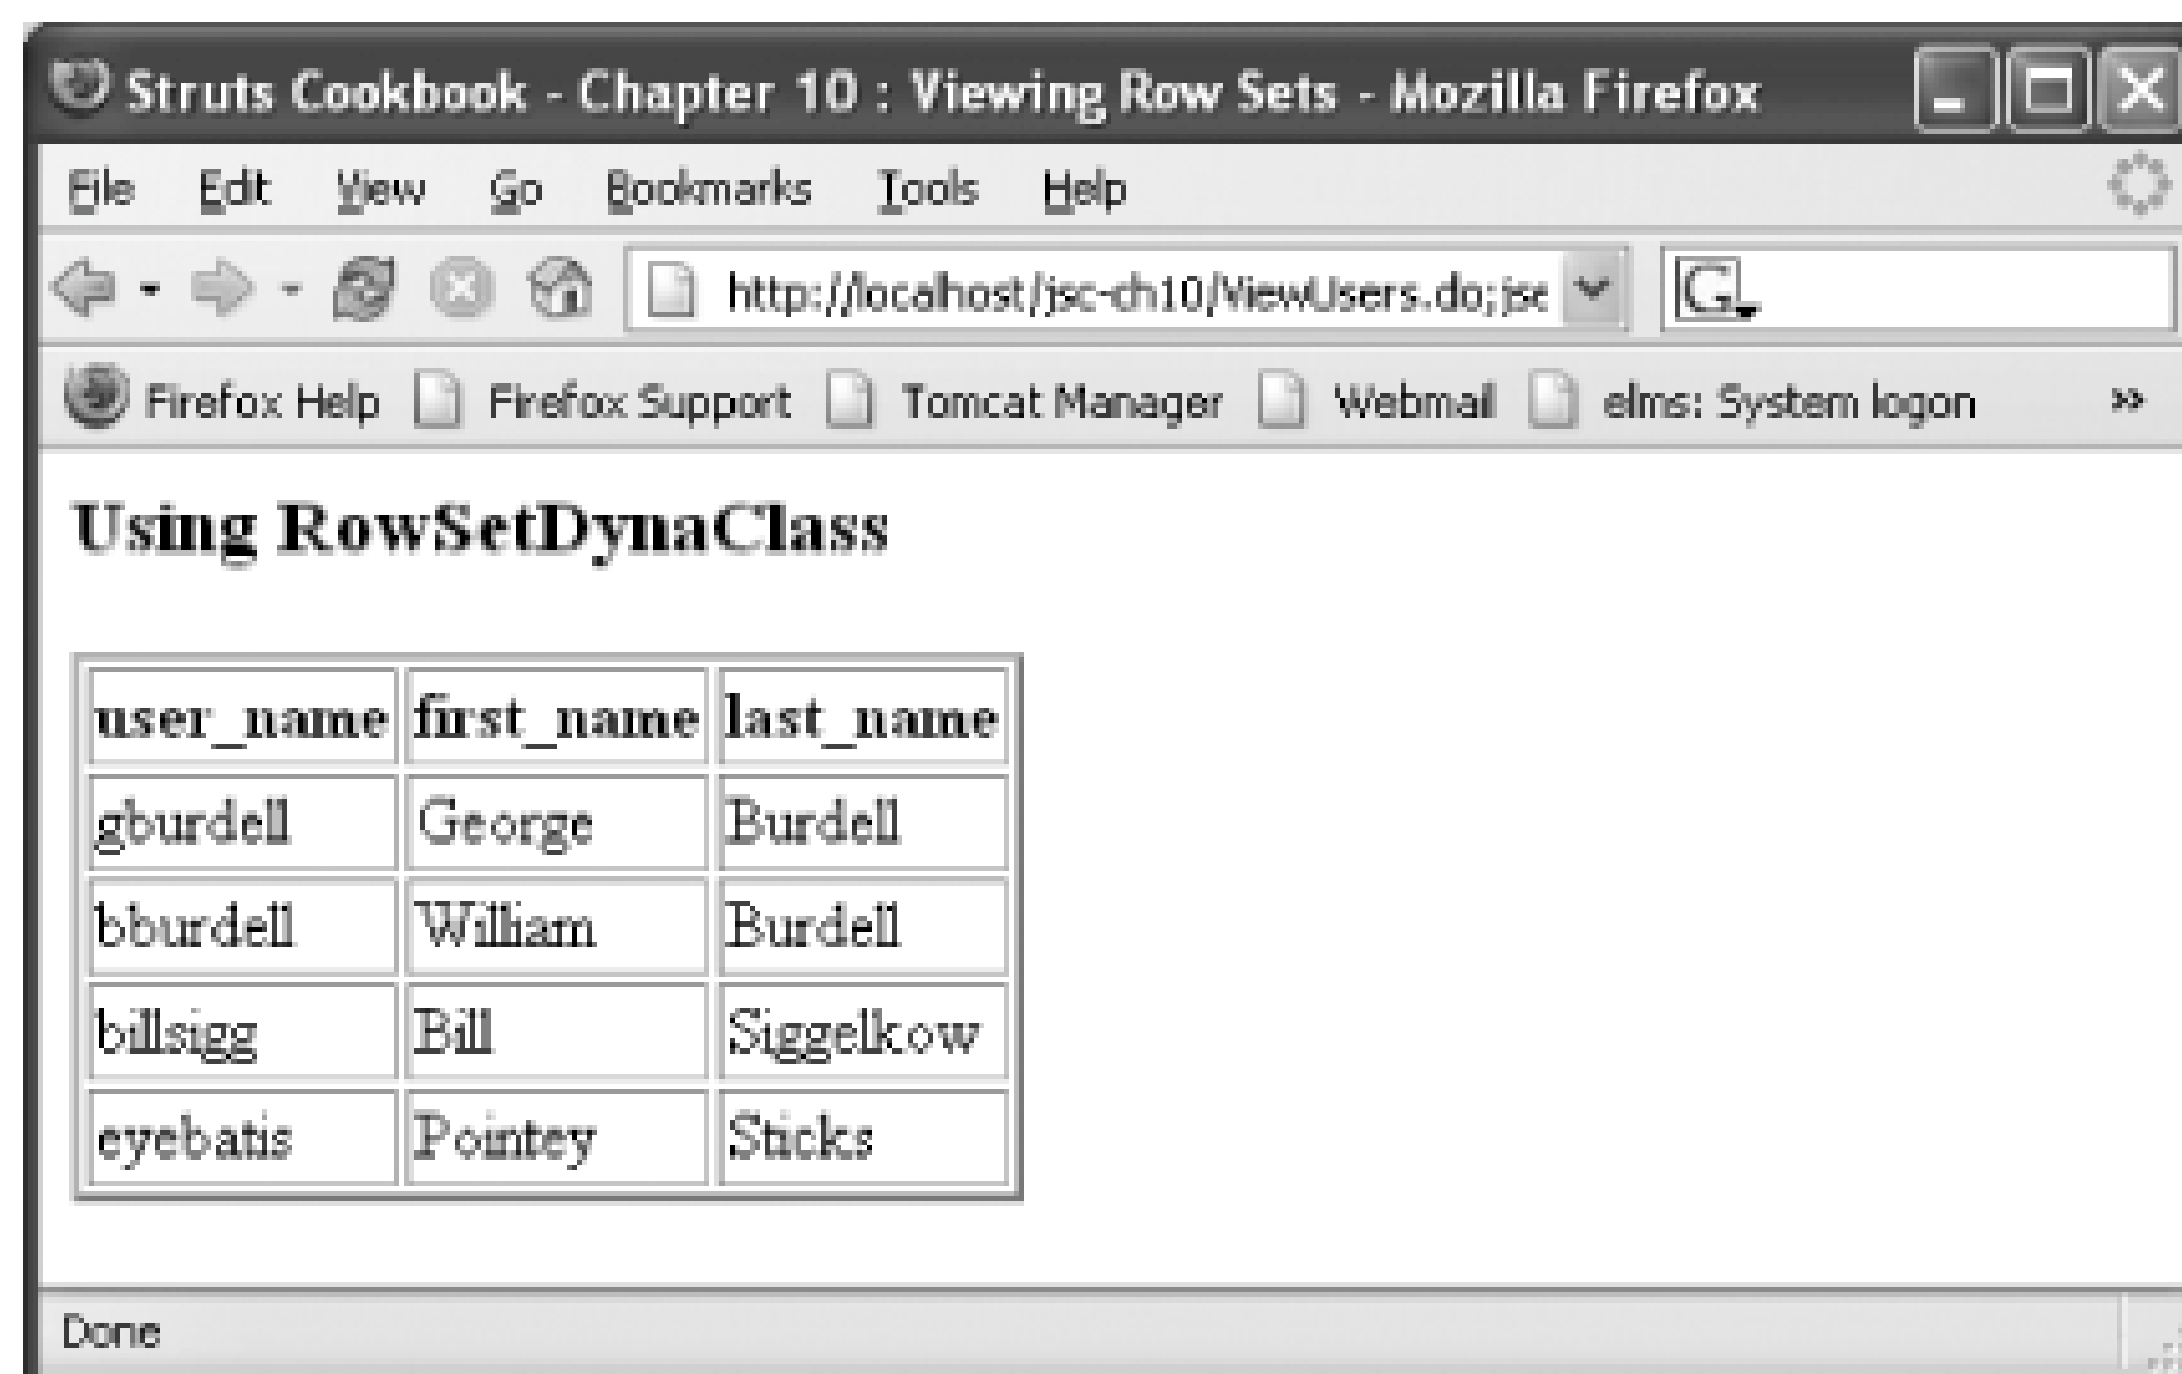 Struts Cookbook - Chapter 10 : Viewing Row Sets - Mozilla Firefox
File Edit View Go Bookmarks Tools Help
http://localhost/jsc-ch10/ViewUsers.do;jse G
Firefox Help Firefox Support Tomcat Manager Webmail elms: System logon »
Using RowSetDynaClass
user_name first_name last_name
gburdell George Burdell
bburdell William Burdell
billsigg Bill Siggelkow
eyebatis Pointey Sticks
Done